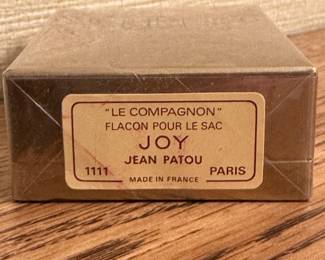 "LE COMPAGNON"
FLACON POUR LE SAC
JOY
JEAN PATOU
1111 PARIS
MADE IN FRANCE